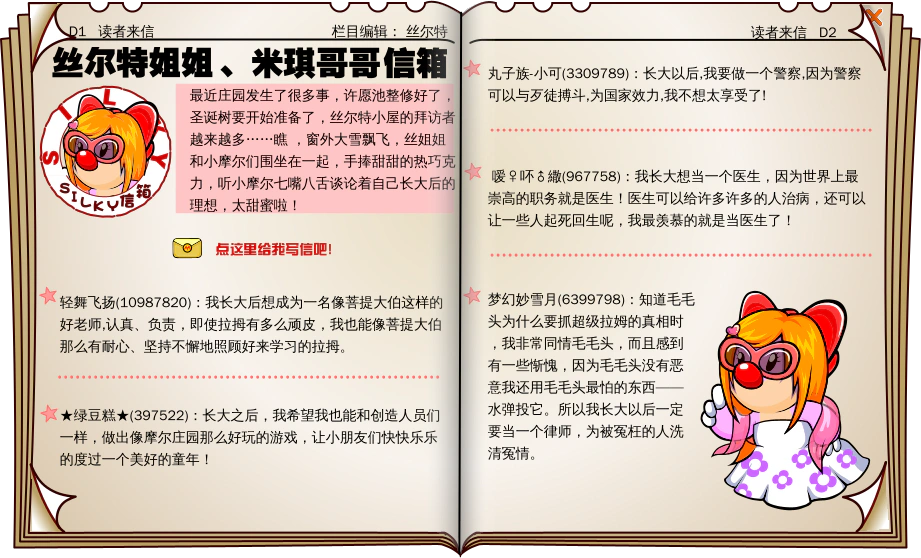 D1 读者来信
栏目编辑： 丝尔特
丝尔特姐姐、米琪哥哥信箱
SILKY
SILKY信箱
最近庄园发生了很多事，许愿池整修好了，
圣诞树要开始准备了，丝尔特小屋的拜访者
越来越多……瞧 ，窗外大雪飘飞，丝姐姐
和小摩尔们围坐在一起，手捧甜甜的热巧克
力，听小摩尔七嘴八舌谈论着自己长大后的
理想，太甜蜜啦！
点这里给我写信吧!
轻舞飞扬(10987820)：我长大后想成为一名像菩提大伯这样的
好老师,认真、负责，即使拉拇有多么顽皮，我也能像菩提大伯
那么有耐心、坚持不懈地照顾好来学习的拉拇。
★绿豆糕★(397522)：长大之后，我希望我也能和创造人员们
一样，做出像摩尔庄园那么好玩的游戏，让小朋友们快快乐乐
的度过一个美好的童年！
读者来信 D2
丸子族-小可(3309789)：长大以后,我要做一个警察,因为警察
可以与歹徒搏斗,为国家效力,我不想太享受了!
嗳♀吥♂繖(967758)：我长大想当一个医生，因为世界上最
崇高的职务就是医生！医生可以给许多许多的人治病，还可以
让一些人起死回生呢，我最羡慕的就是当医生了！
梦幻妙雪月(6399798)：知道毛毛
头为什么要抓超级拉姆的真相时
，我非常同情毛毛头，而且感到
有一些惭愧，因为毛毛头没有恶
意我还用毛毛头最怕的东西——
水弹投它。所以我长大以后一定
要当一个律师，为被冤枉的人洗
清冤情。